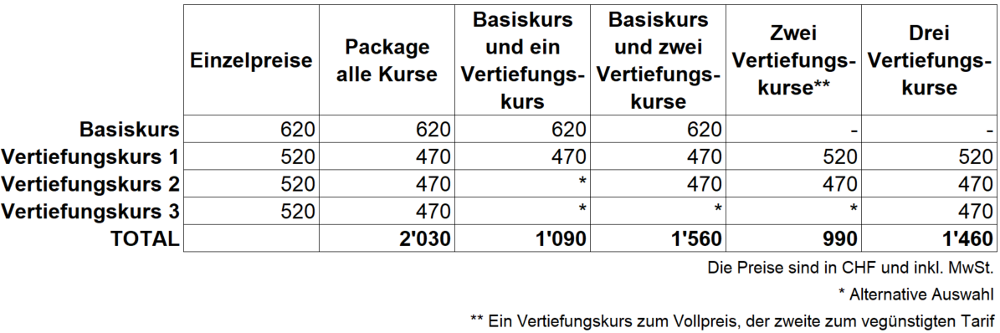 Einzelpreise Package alle Kurse Basiskurs und ein Vertiefungs-kurs Basiskurs und zwei Vertiefungs-kurse Zwei Vertiefungs-kurse** Drei Vertiefungs-kurse
Basiskurs 620 620 620 620 - -
Vertiefungskurs 1 520 470 470 470 520 520
Vertiefungskurs 2 520 470 * 470 470 470
Vertiefungskurs 3 520 470 * * * 470
TOTAL 2'030 1'090 1'560 990 1'460
Die Preise sind in CHF und inkl. MwSt.
* Alternative Auswahl
** Ein Vertiefungskurs zum Vollpreis, der zweite zum vegünstigten Tarif